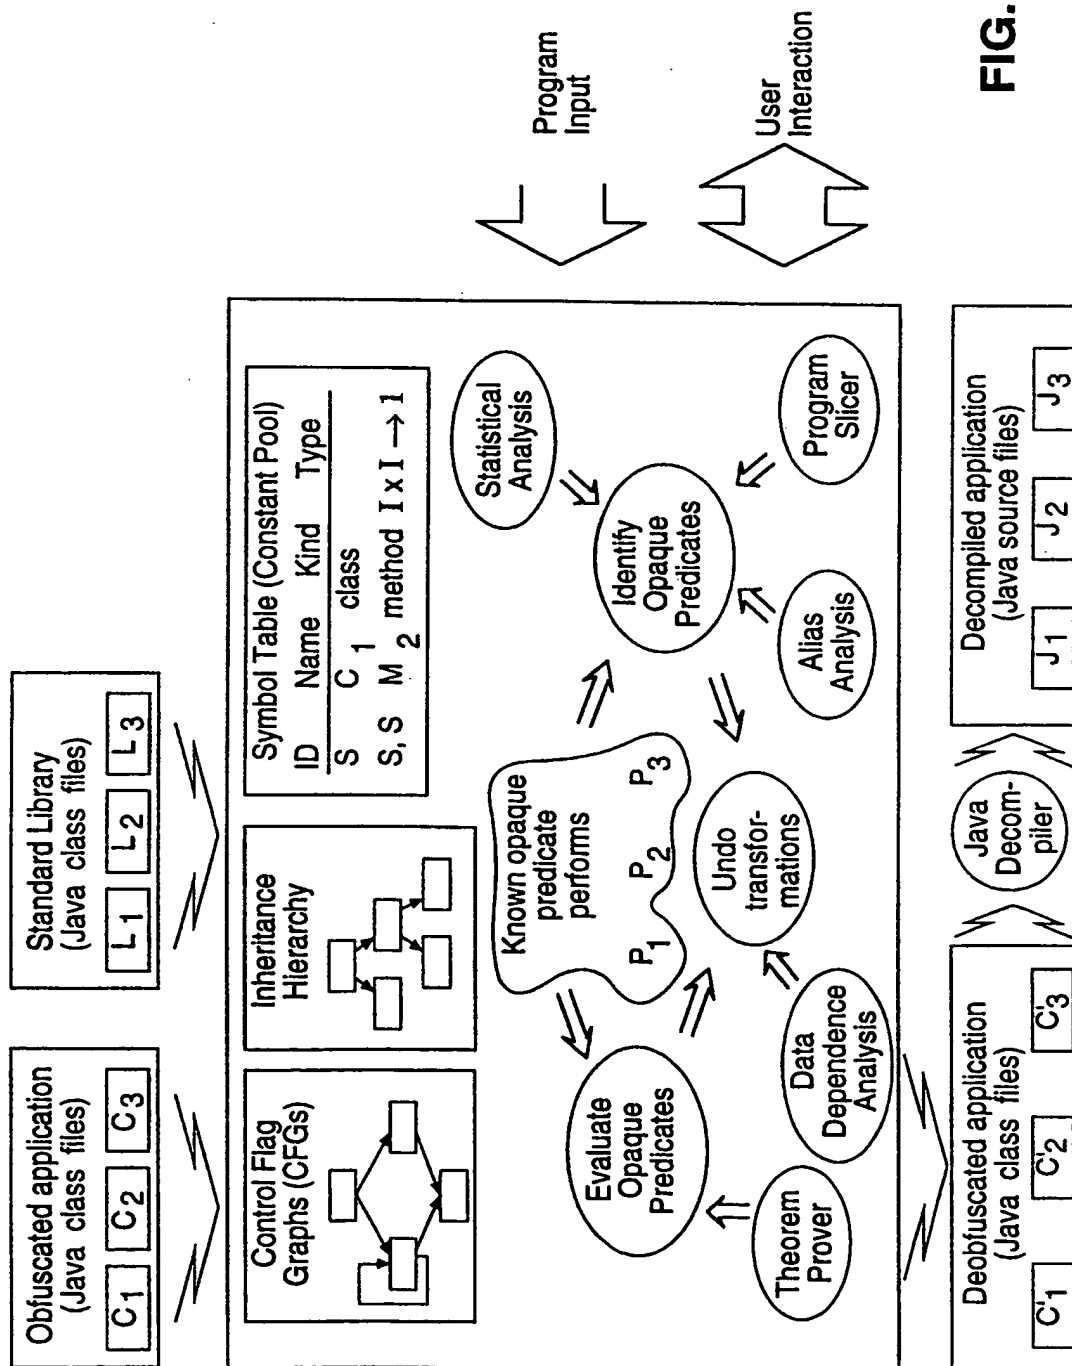 Obfuscated application
(Java class files)
C1 C2 C3
Standard Library
(Java class files)
L1 L2 L3
Control Flag
Graphs (CFGs)
Inheritance
Hierarchy
Symbol Table (Constant Pool)
ID Name Kind Type
S C1 class
S, S M2 method I x I → 1
Known opaque
predicate
performs
P1 P2 P3
Statistical
Analysis
Evaluate
Opaque
Predicates
Identify
Opaque
Predicates
Undo
transfor-
mations
Theorem
Prover
Data
Dependence
Analysis
Alias
Analysis
Program
Slicer
Program
Input
User
Interaction
Deobfuscated application
(Java class files)
C'1 C'2 C'3
Java
Decom-
piler
Decompiled application
(Java source files)
J1 J2 J3
FIG.